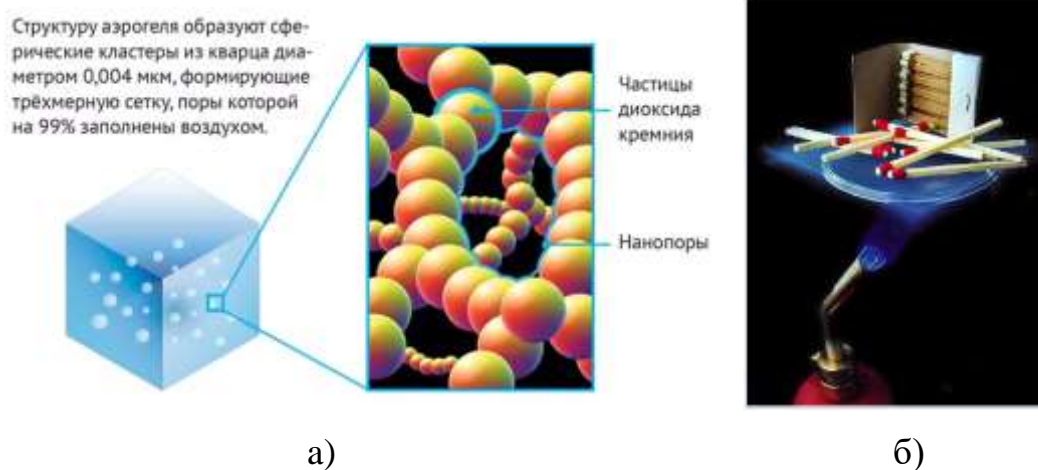 Структуру аэрогеля образуют сфе-
рические кластеры из кварца диа-
метром 0,004 мкм, формирующие
трёхмерную сетку, поры которой
на 99% заполнены воздухом.
Частицы
диоксида
кремния
Нанопоры
а)
б)